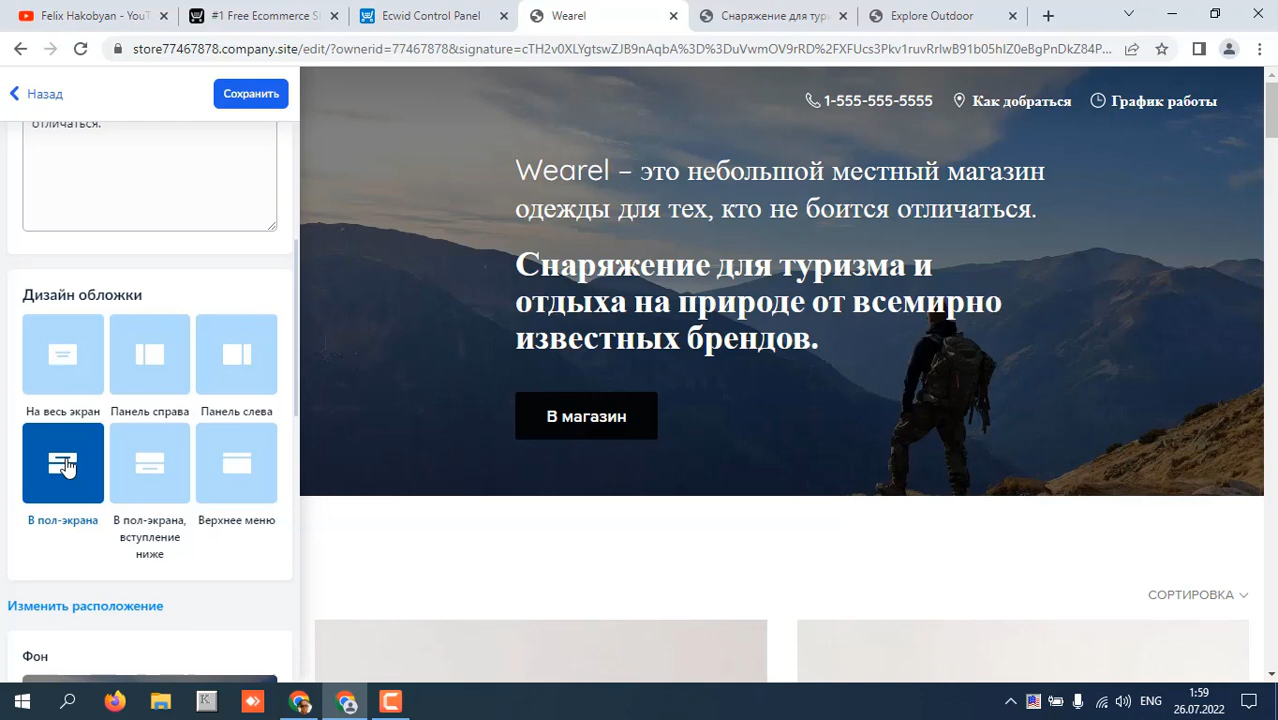 Felix Hakobyan - YouT
#1 Free Ecommerce S
Ecwid Control Panel
Wearel
Снаряжение для тури
Explore Outdoor
store77467878.company.site/edit/?ownerid=77467878&signature=cTH2v0XLYgtswZJB9nAqbA%3D%3DuVwmOV9rRD%2FXFUcs3Pkv1ruvRrIwB91b05hIZ0eBgPnDkZ84P...
Назад
Сохранить
отличаться.
Дизайн обложки
На весь экран
Панель справа
Панель слева
В пол-экрана
В пол-экрана,
вступление
ниже
Верхнее меню
Изменить расположение
Фон
1-555-555-5555
Как добраться
График работы
Wearel – это небольшой местный магазин
одежды для тех, кто не боится отличаться.
Снаряжение для туризма и
отдыха на природе от всемирно
известных брендов.
В магазин
СОРТИРОВКА
K
ENG
1:59
26.07.2022